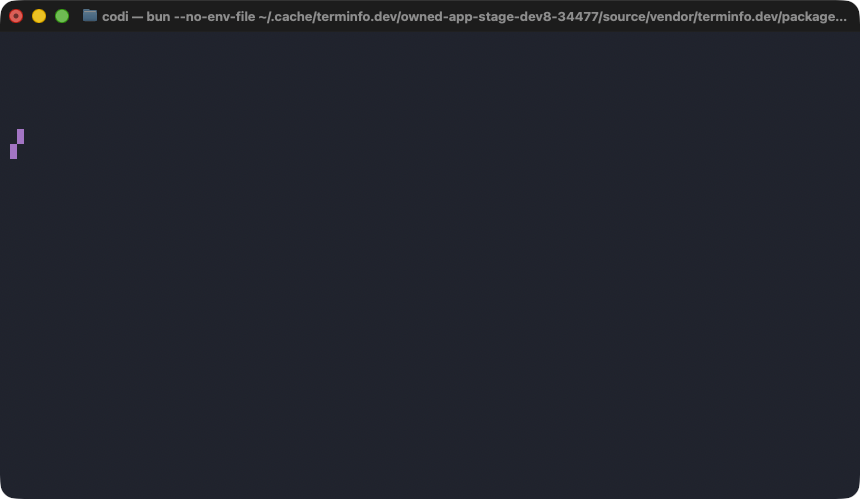 codi — bun --no-env-file ~/.cache/terminfo.dev/owned-app-stage-dev8-34477/source/vendor/terminfo.dev/package...